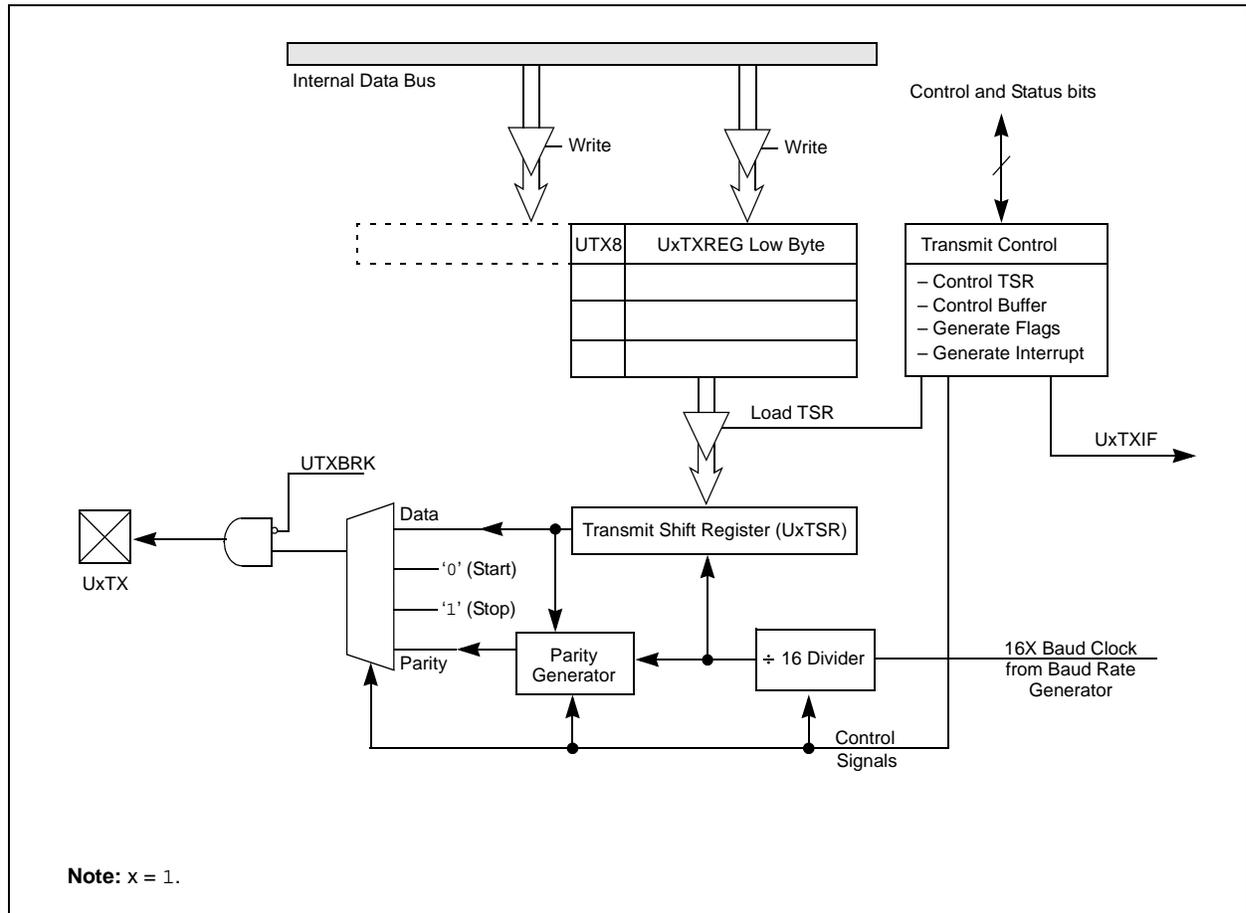 Internal Data Bus
Control and Status bits
Write
Write
UTX8
UxTXREG Low Byte
Transmit Control
– Control TSR
– Control Buffer
– Generate Flags
– Generate Interrupt
Load TSR
UxTXIF
UTXBRK
Data
Transmit Shift Register (UxTSR)
UxTX
‘0’ (Start)
‘1’ (Stop)
Parity
Parity
Generator
÷ 16 Divider
16X Baud Clock
from Baud Rate
Generator
Control
Signals
Note: x = 1.